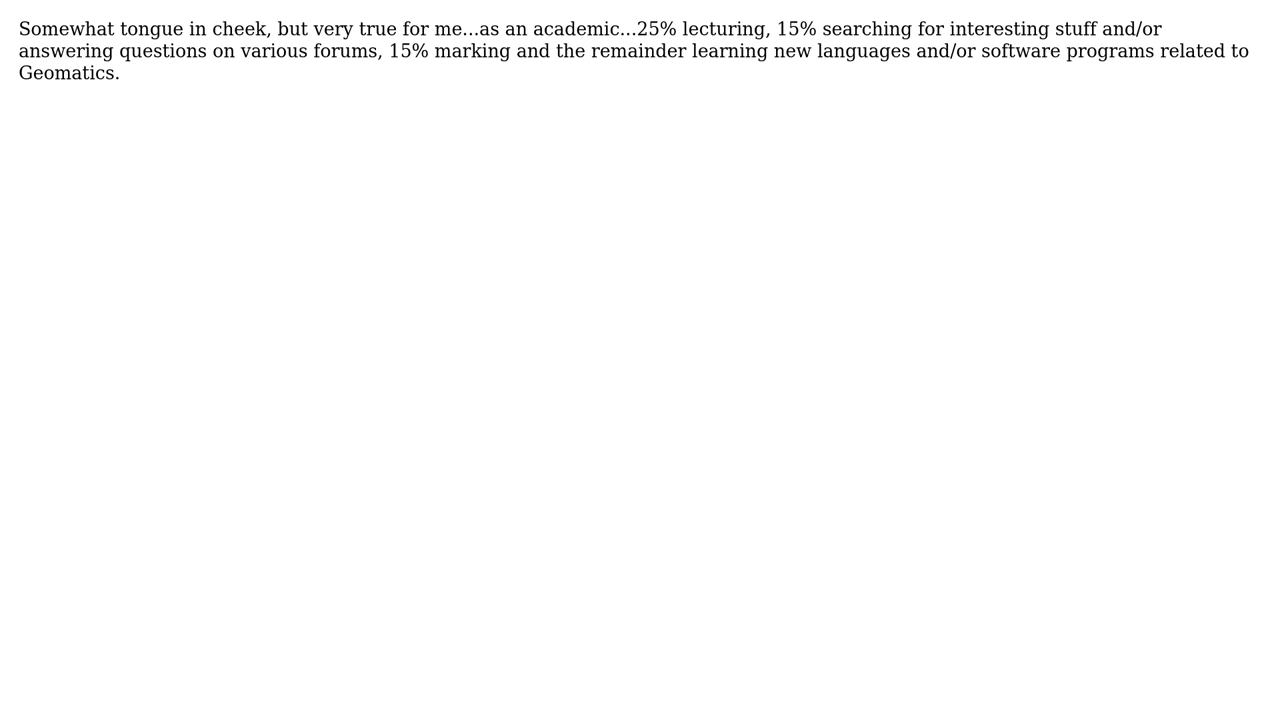 Somewhat tongue in cheek, but very true for me...as an academic...25% lecturing, 15% searching for interesting stuff and/or
answering questions on various forums, 15% marking and the remainder learning new languages and/or software programs related to
Geomatics.